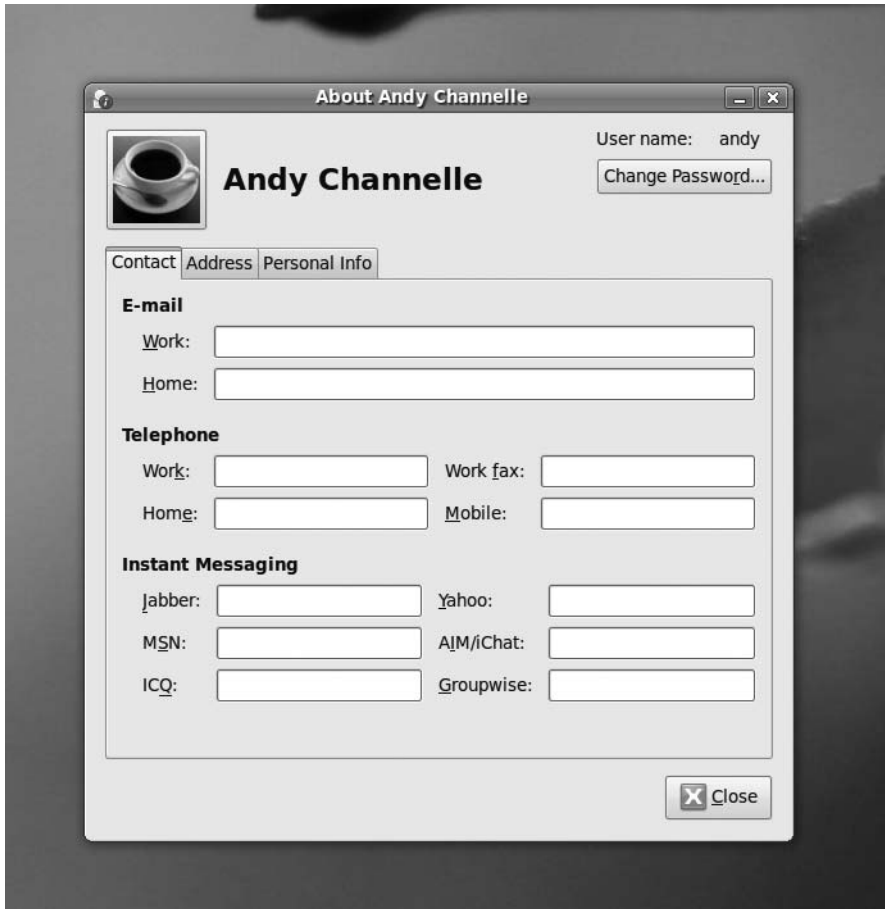 About Andy Channelle
User name: andy
Andy Channelle
Change Password...
Contact Address Personal Info
E-mail
Work:
Home:
Telephone
Work: Work fax:
Home: Mobile:
Instant Messaging
Jabber: Yahoo:
MSN: AIM/iChat:
ICQ: Groupwise:
Close